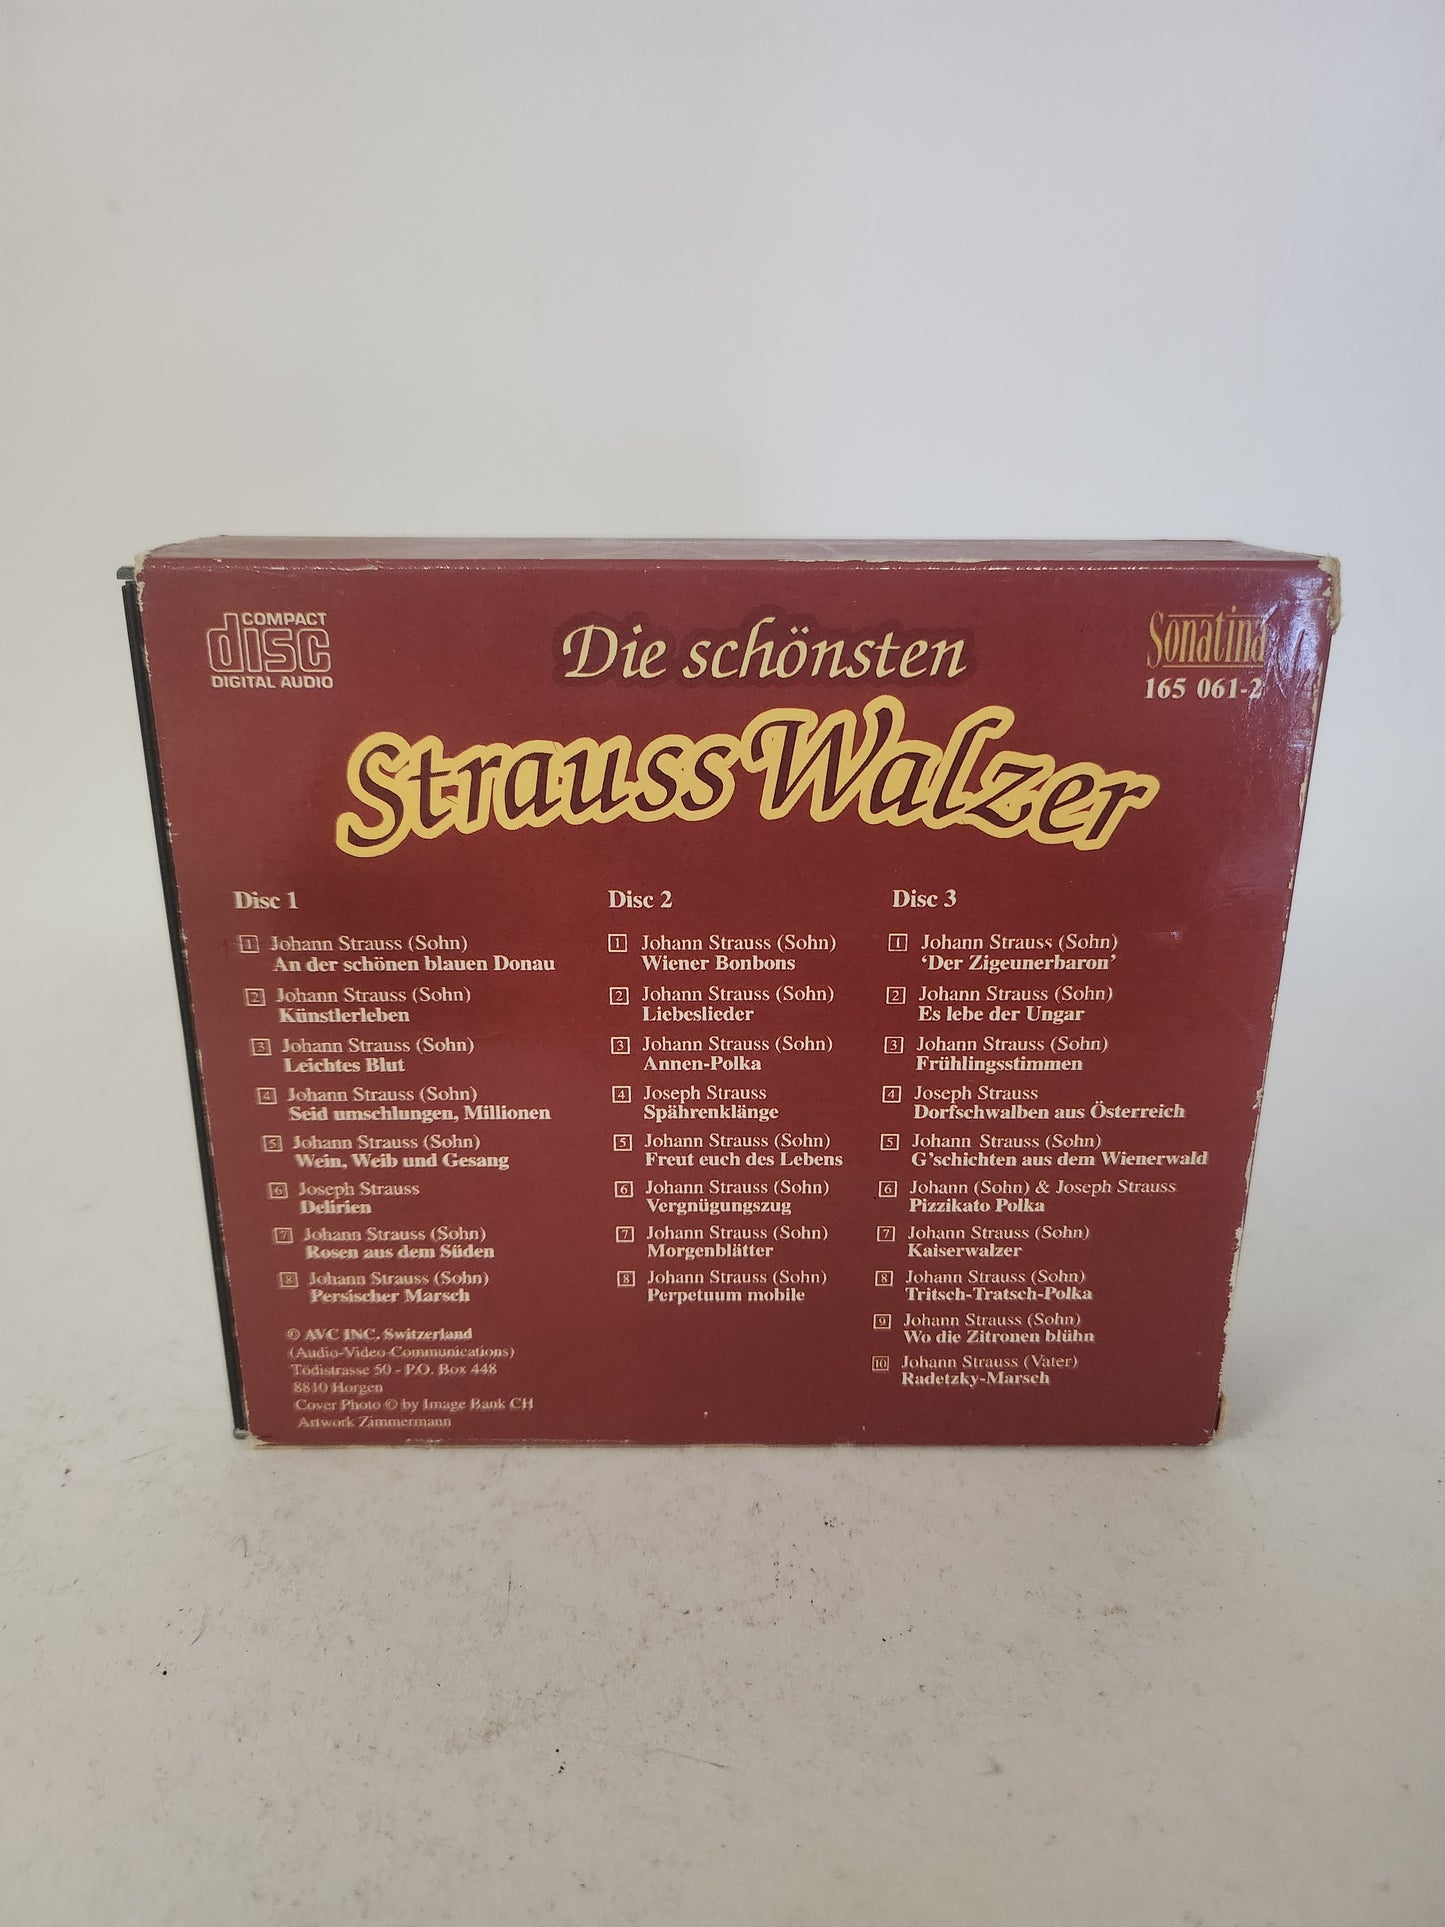 COMPACT
disc
DIGITAL AUDIO
Die schönsten
Sonatina
165 061-2
Strauss Walzer
Disc 1
1 Johann Strauss (Sohn)
An der schönen blauen Donau
2 Johann Strauss (Sohn)
Künstlerleben
3 Johann Strauss (Sohn)
Leichtes Blut
4 Johann Strauss (Sohn)
Seid umschlungen, Millionen
5 Johann Strauss (Sohn)
Wein, Weib und Gesang
6 Joseph Strauss
Delirien
7 Johann Strauss (Sohn)
Rosen aus dem Süden
8 Johann Strauss (Sohn)
Persischer Marsch
© AVC INC. Switzerland
(Audio-Video-Communications)
Tödistrasse 50 - P.O. Box 448
8810 Horgen
Cover Photo © by Image Bank CH
Artwork Zimmermann
Disc 2
1 Johann Strauss (Sohn)
Wiener Bonbons
2 Johann Strauss (Sohn)
Liebeslieder
3 Johann Strauss (Sohn)
Annen-Polka
4 Joseph Strauss
Spährenklänge
5 Johann Strauss (Sohn)
Freut euch des Lebens
6 Johann Strauss (Sohn)
Vergnügungszug
7 Johann Strauss (Sohn)
Morgenblätter
8 Johann Strauss (Sohn)
Perpetuum mobile
Disc 3
1 Johann Strauss (Sohn)
‘Der Zigeunerbaron’
2 Johann Strauss (Sohn)
Es lebe der Ungar
3 Johann Strauss (Sohn)
Frühlingsstimmen
4 Joseph Strauss
Dorfschwalben aus Österreich
5 Johann Strauss (Sohn)
G’schichten aus dem Wienerwald
6 Johann (Sohn) & Joseph Strauss
Pizzikato Polka
7 Johann Strauss (Sohn)
Kaiserwalzer
8 Johann Strauss (Sohn)
Tritsch-Tratsch-Polka
9 Johann Strauss (Sohn)
Wo die Zitronen blühn
10 Johann Strauss (Vater)
Radetzky-Marsch